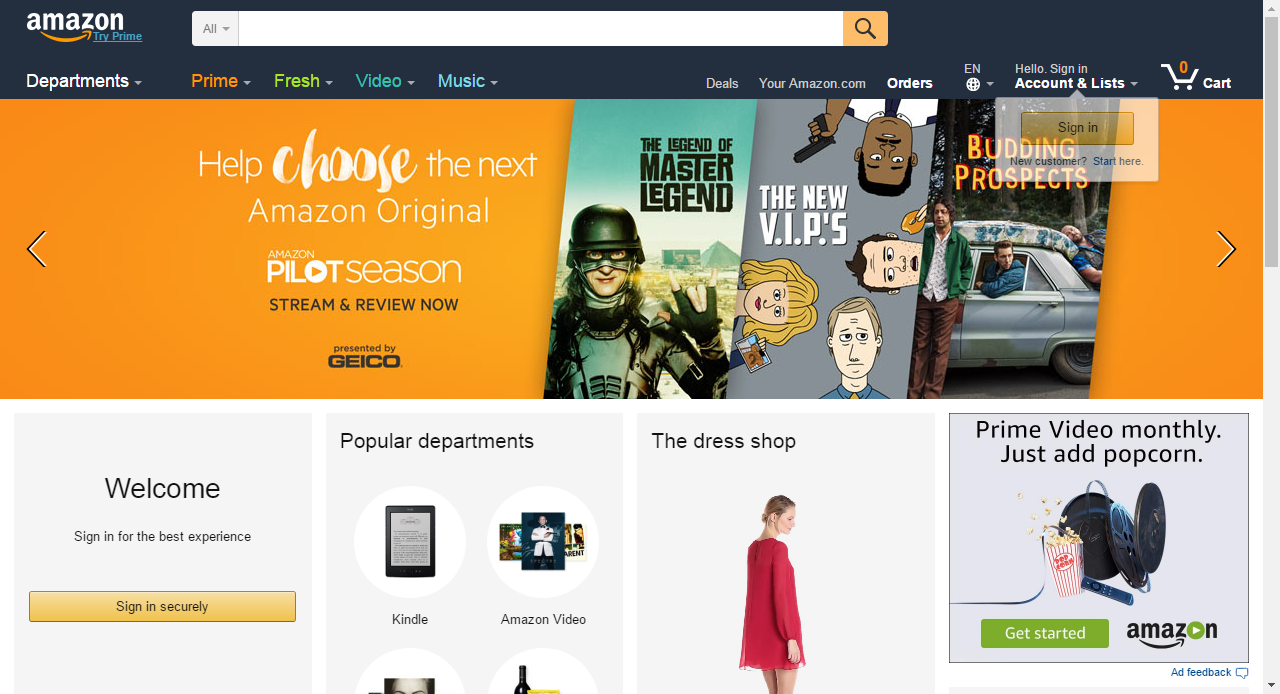 amazon
Try Prime
All
Departments
Prime
Fresh
Video
Music
Deals
Your Amazon.com
Orders
EN
Hello. Sign in
Account & Lists
0
Cart
Sign in
New customer? Start here.
Help choose the next
Amazon Original
AMAZON
PILOT SEASON
STREAM & REVIEW NOW
presented by
GEICO
THE LEGEND OF
MASTER
LEGEND
THE NEW
V.I.P.'S
BUDDING
PROSPECTS
Welcome
Sign in for the best experience
Sign in securely
Popular departments
Kindle
Amazon Video
The dress shop
Prime Video monthly.
Just add popcorn.
Get started
amazon
Ad feedback